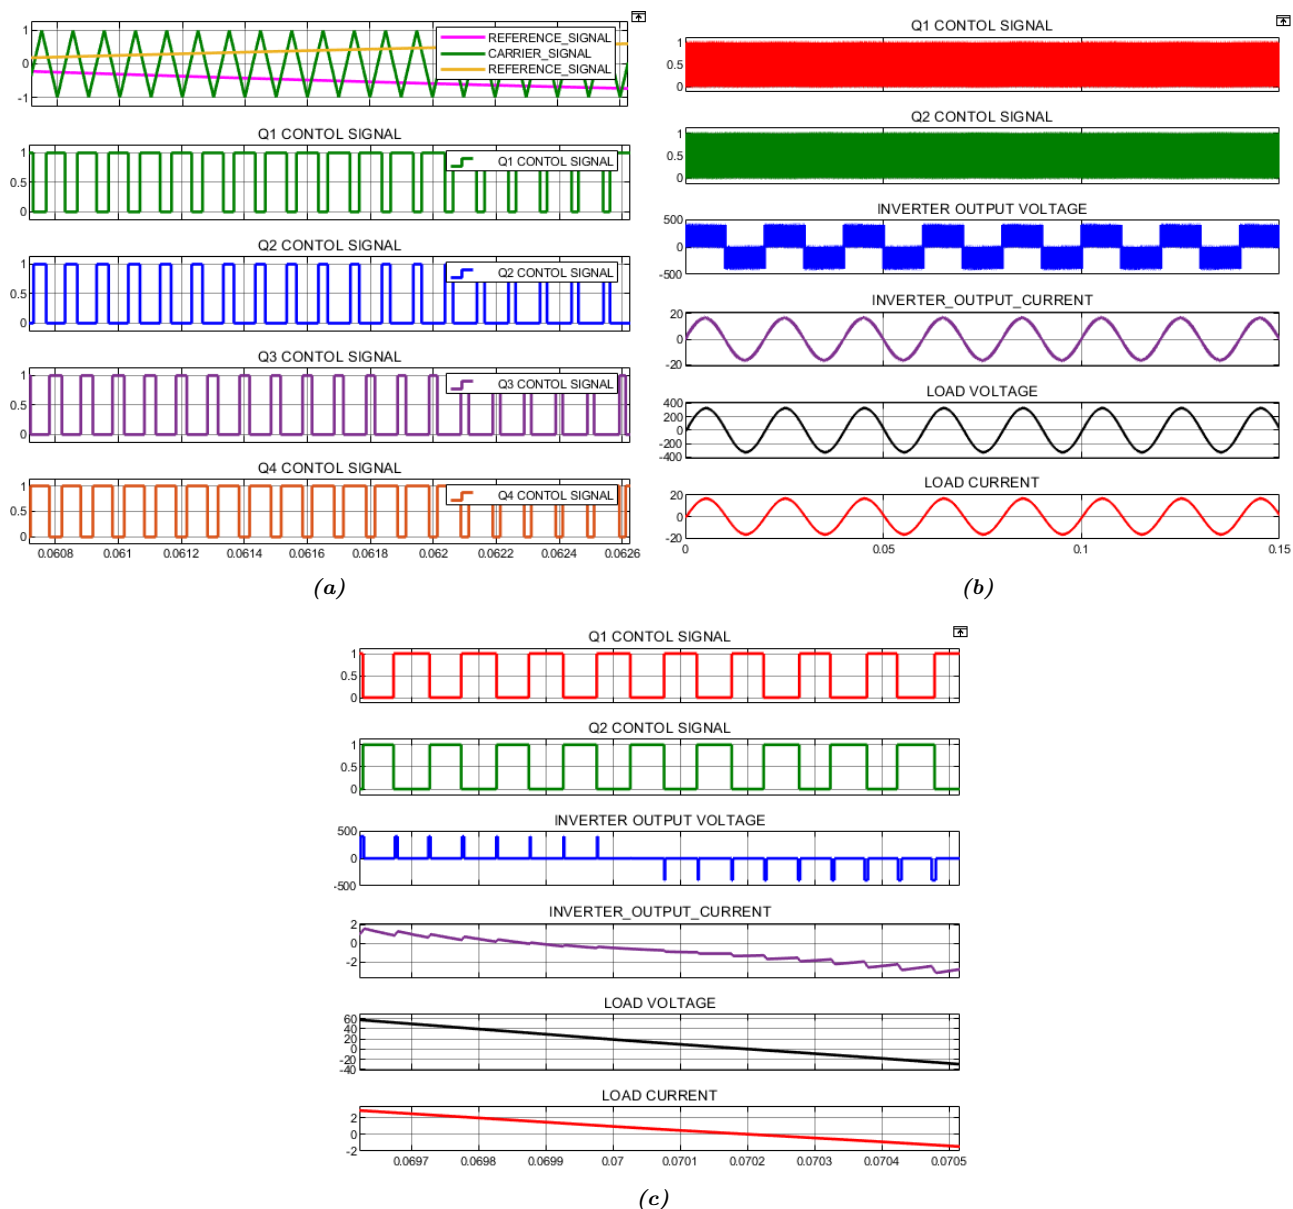 1
0
-1
REFERENCE_SIGNAL
CARRIER_SIGNAL
REFERENCE_SIGNAL
Q1 CONTOL SIGNAL
1
0.5
0
Q1 CONTOL SIGNAL
Q2 CONTOL SIGNAL
1
0.5
0
Q2 CONTOL SIGNAL
Q3 CONTOL SIGNAL
1
0.5
0
Q3 CONTOL SIGNAL
Q4 CONTOL SIGNAL
1
0.5
0
Q4 CONTOL SIGNAL
0.0608 0.061 0.0612 0.0614 0.0616 0.0618 0.062 0.0622 0.0624 0.0626
(a)
Q1 CONTOL SIGNAL
1
0.5
0
Q2 CONTOL SIGNAL
1
0.5
0
INVERTER OUTPUT VOLTAGE
500
0
-500
INVERTER_OUTPUT_CURRENT
20
0
-20
LOAD VOLTAGE
400
200
0
-200
-400
LOAD CURRENT
20
0
-20
0 0.05 0.1 0.15
(b)
Q1 CONTOL SIGNAL
1
0.5
0
Q2 CONTOL SIGNAL
1
0.5
0
INVERTER OUTPUT VOLTAGE
500
0
-500
INVERTER_OUTPUT_CURRENT
2
0
-2
LOAD VOLTAGE
60
40
20
0
-20
-40
LOAD CURRENT
2
0
-2
0.0697 0.0698 0.0699 0.07 0.0701 0.0702 0.0703 0.0704 0.0705
(c)